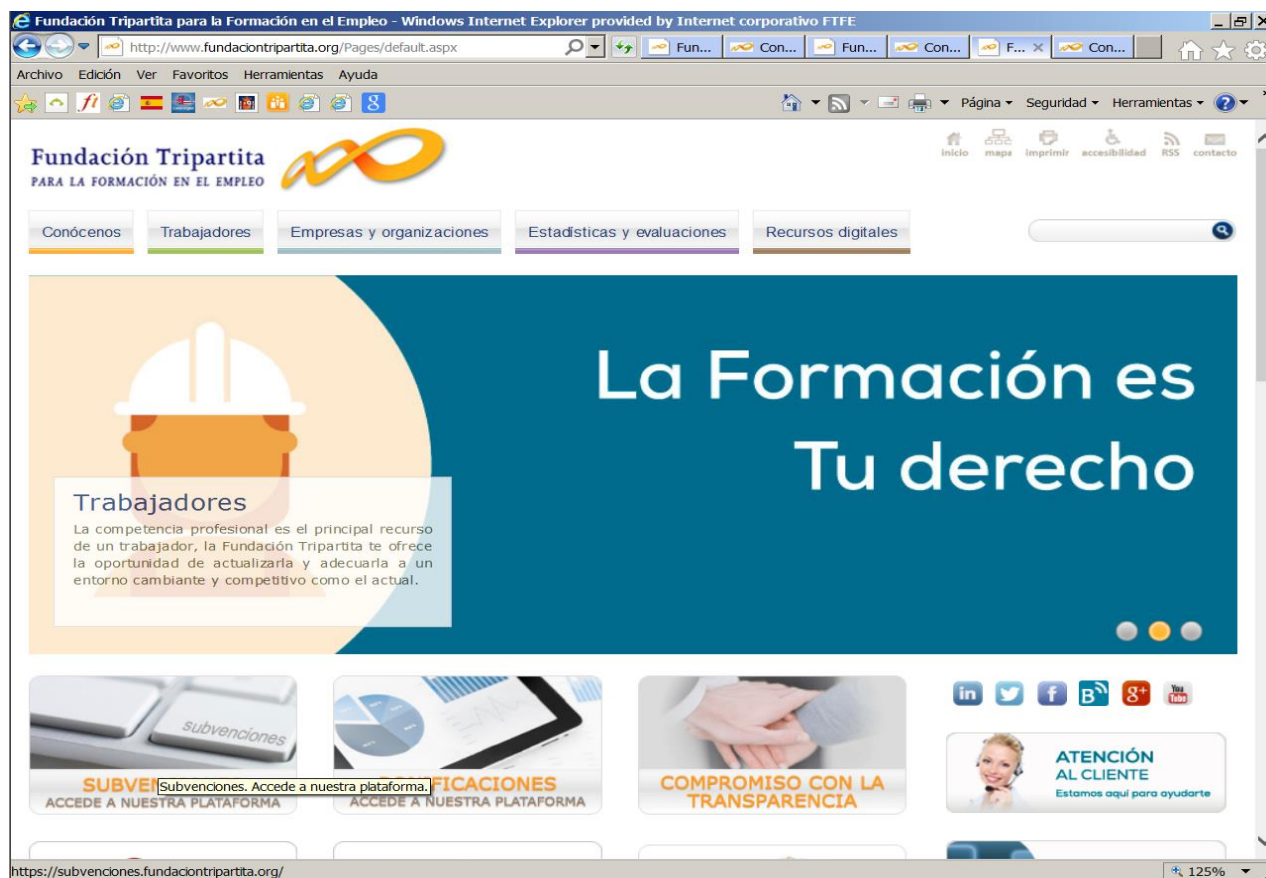 Fundación Tripartita para la Formación en el Empleo - Windows Internet Explorer provided by Internet corporativo FTFE
http://www.fundaciontripartita.org/Pages/default.aspx
Fun...
Con...
Fun...
Con...
F...
Con...
Archivo Edición Ver Favoritos Herramientas Ayuda
Página Seguridad Herramientas
Fundación Tripartita
PARA LA FORMACIÓN EN EL EMPLEO
inicio mapa imprimir accesibilidad RSS contacto
Conócenos Trabajadores Empresas y organizaciones Estadísticas y evaluaciones Recursos digitales
La Formación es
Tu derecho
Trabajadores
La competencia profesional es el principal recurso
de un trabajador, la Fundación Tripartita te ofrece
la oportunidad de actualizarla y adecuarla a un
entorno cambiante y competitivo como el actual.
subvenciones
Subvenciones. Accede a nuestra plataforma.
ACCEDE A NUESTRA PLATAFORMA
ACCEDE A NUESTRA PLATAFORMA
COMPROMISO CON LA
TRANSPARENCIA
in f B 8+ You Tube
ATENCIÓN
AL CLIENTE
Estamos aquí para ayudarte
https://subvenciones.fundaciontripartita.org/
125%